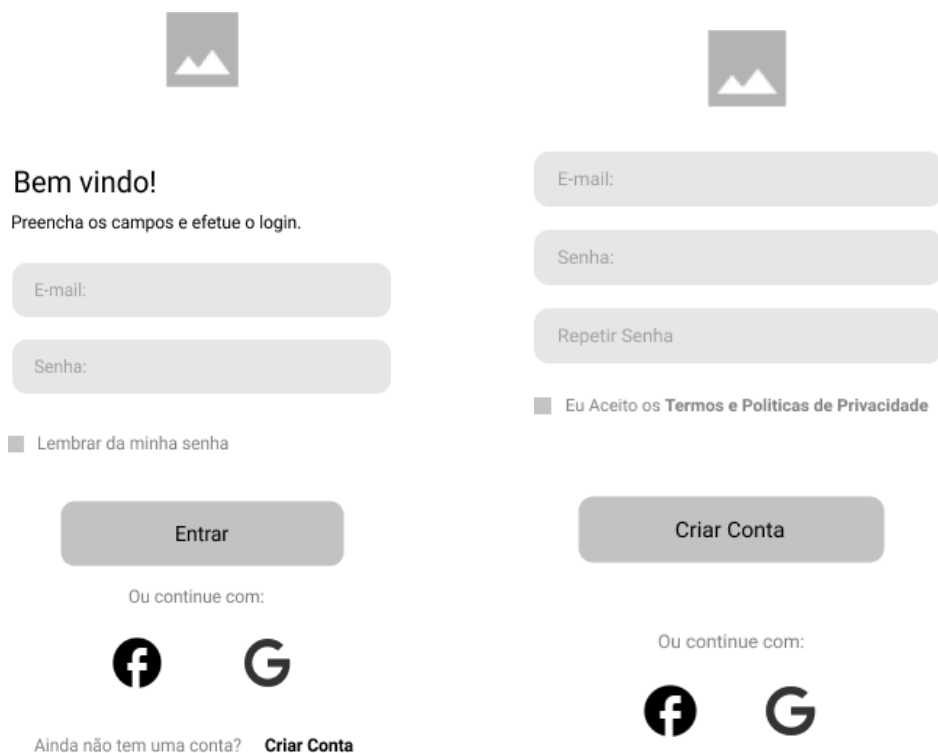 Bem vindo!
Preencha os campos e efetue o login.
E-mail:
Senha:
Lembrar da minha senha
Entrar
Ou continue com:
Ainda não tem uma conta? Criar Conta
E-mail:
Senha:
Repetir Senha
Eu Aceito os Termos e Politicas de Privacidade
Criar Conta
Ou continue com: